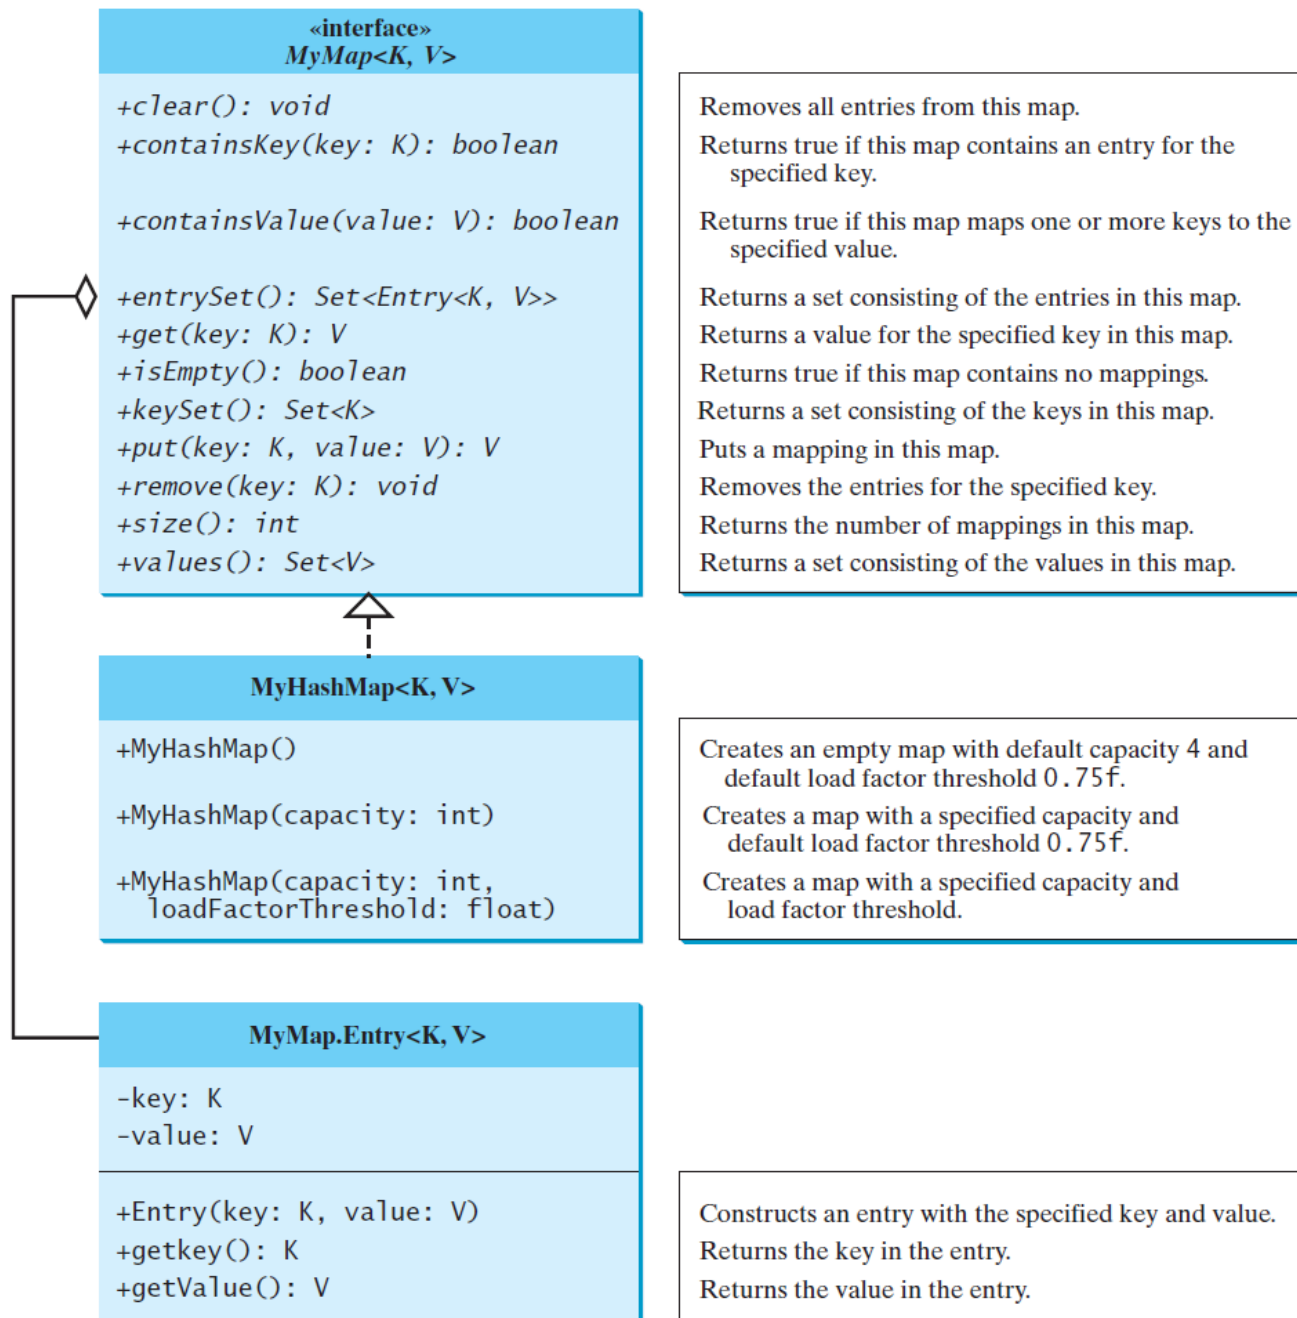 «interface»
MyMap<K, V>
+clear(): void
+containsKey(key: K): boolean
+containsValue(value: V): boolean
+entrySet(): Set<Entry<K, V>>
+get(key: K): V
+isEmpty(): boolean
+keySet(): Set<K>
+put(key: K, value: V): V
+remove(key: K): void
+size(): int
+values(): Set<V>
Removes all entries from this map.
Returns true if this map contains an entry for the
specified key.
Returns true if this map maps one or more keys to the
specified value.
Returns a set consisting of the entries in this map.
Returns a value for the specified key in this map.
Returns true if this map contains no mappings.
Returns a set consisting of the keys in this map.
Puts a mapping in this map.
Removes the entries for the specified key.
Returns the number of mappings in this map.
Returns a set consisting of the values in this map.
MyHashMap<K, V>
+MyHashMap()
+MyHashMap(capacity: int)
+MyHashMap(capacity: int,
loadFactorThreshold: float)
Creates an empty map with default capacity 4 and
default load factor threshold 0.75f.
Creates a map with a specified capacity and
default load factor threshold 0.75f.
Creates a map with a specified capacity and
load factor threshold.
MyMap.Entry<K, V>
-key: K
-value: V
+Entry(key: K, value: V)
+getkey(): K
+getValue(): V
Constructs an entry with the specified key and value.
Returns the key in the entry.
Returns the value in the entry.